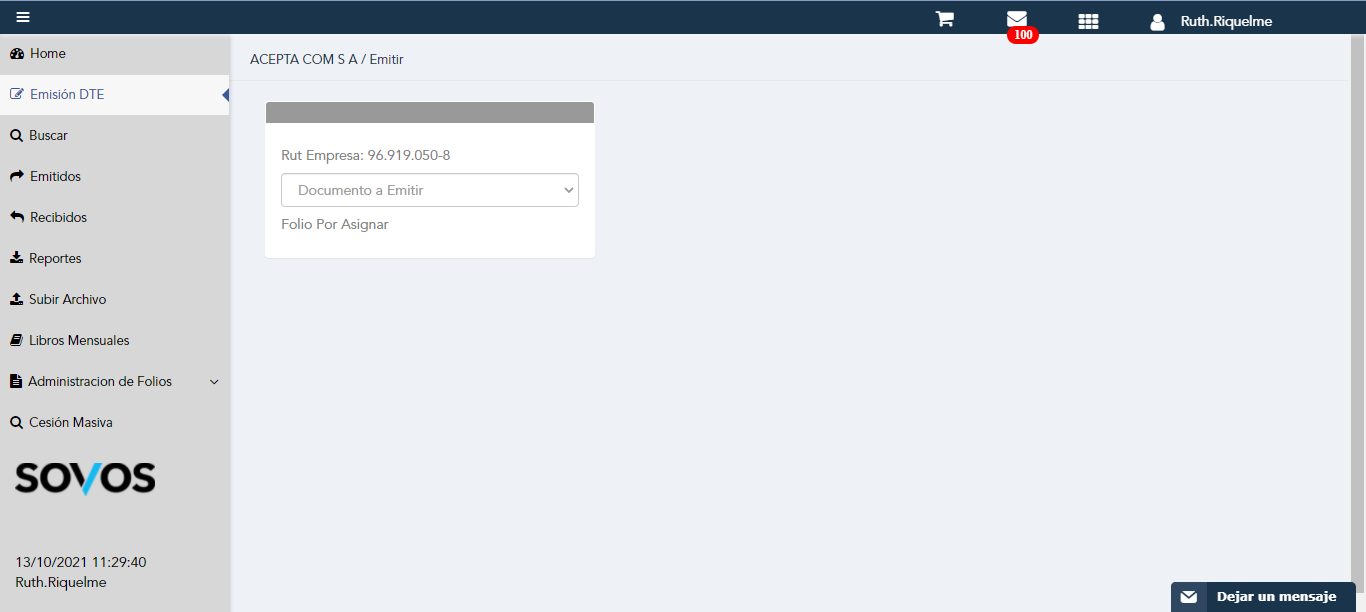 Ruth.Riquelme
100
Home
Emisión DTE
Buscar
Emitidos
Recibidos
Reportes
Subir Archivo
Libros Mensuales
Administracion de Folios
Cesión Masiva
SOVOS
13/10/2021 11:29:40
Ruth.Riquelme
ACEPTA COM S A / Emitir
Rut Empresa: 96.919.050-8
Documento a Emitir
Folio Por Asignar
Dejar un mensaje